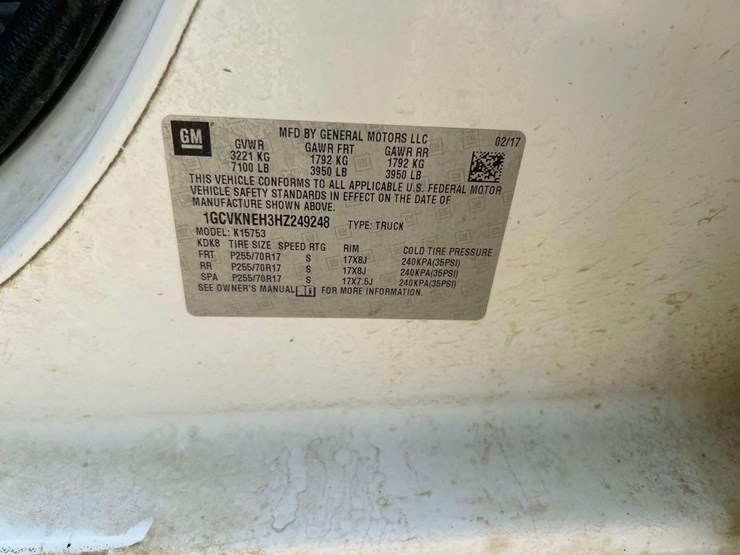 GM
MFD BY GENERAL MOTORS LLC 02/17
GVWR GAWR FRT GAWR RR
3221 KG 1792 KG 1792 KG
7100 LB 3950 LB 3950 LB
THIS VEHICLE CONFORMS TO ALL APPLICABLE U.S. FEDERAL MOTOR
VEHICLE SAFETY STANDARDS IN EFFECT ON THE DATE OF
MANUFACTURE SHOWN ABOVE.
1GCVKNEH3HZ249248 TYPE: TRUCK
MODEL: K15753
KDK8 TIRE SIZE SPEED RTG RIM COLD TIRE PRESSURE
FRT P255/70R17 S 17X8J 240KPA(35PSI)
RR P255/70R17 S 17X8J 240KPA(35PSI)
SPA P255/70R17 S 17X7.5J 240KPA(35PSI)
SEE OWNER'S MANUAL FOR MORE INFORMATION.